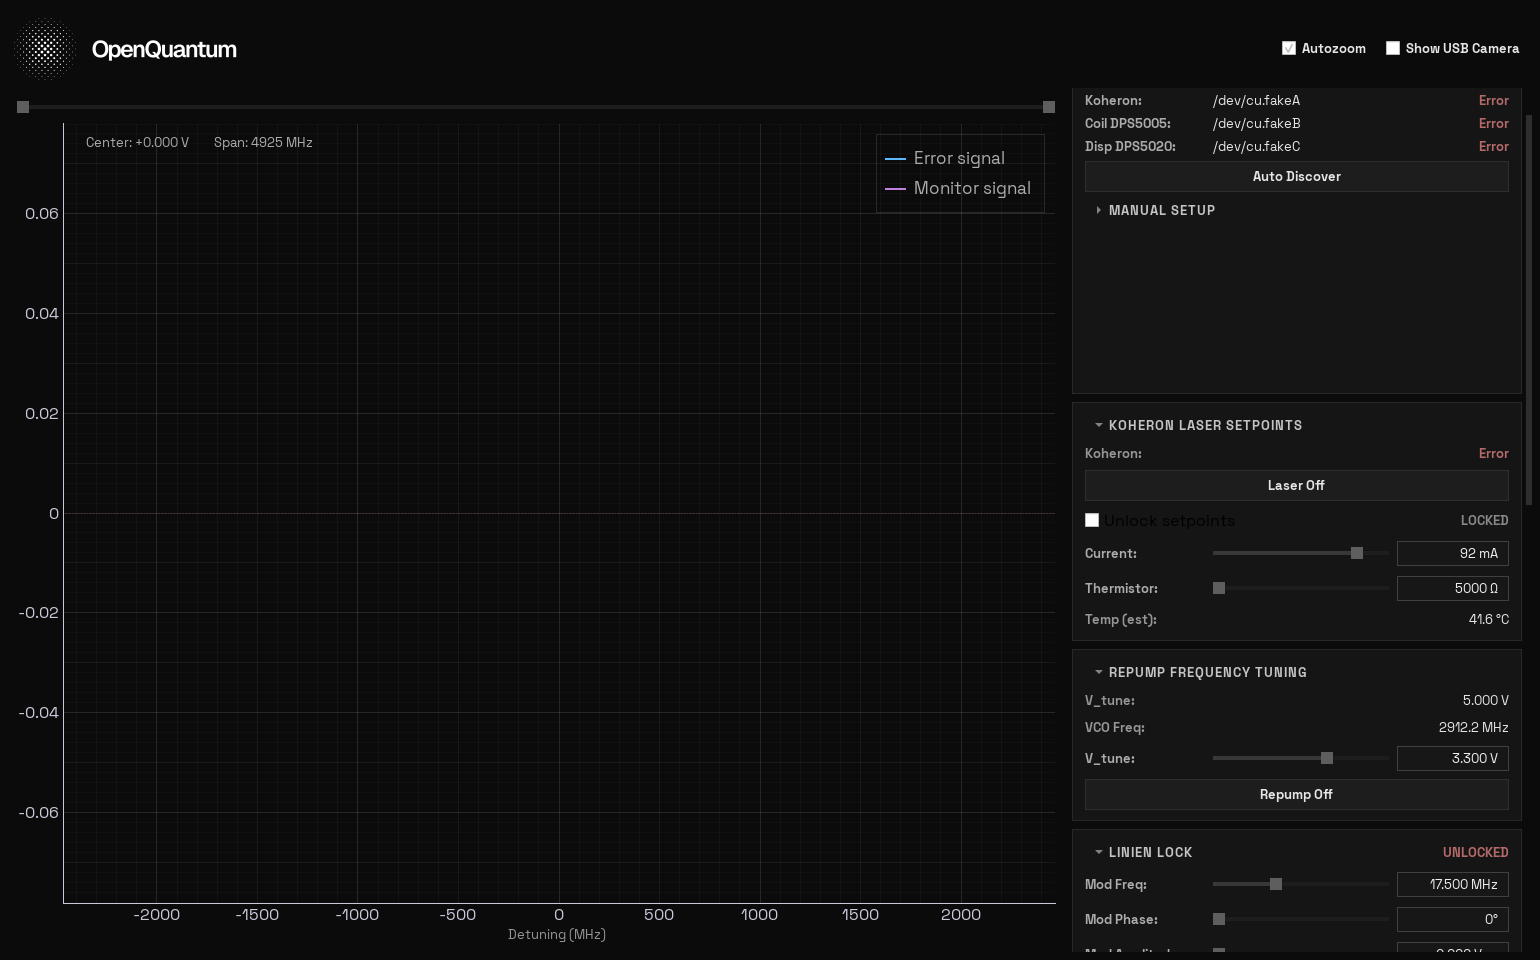 OpenQuantum
Autozoom
Show USB Camera
Center: +0.000 V
Span: 4925 MHz
Error signal
Monitor signal
0.06
0.04
0.02
0
-0.02
-0.04
-0.06
-2000
-1500
-1000
-500
0
500
1000
1500
2000
Detuning (MHz)
Koheron: /dev/cu.fakeA Error
Coil DPS5005: /dev/cu.fakeB Error
Disp DPS5020: /dev/cu.fakeC Error
Auto Discover
MANUAL SETUP
KOHERON LASER SETPOINTS
Koheron: Error
Laser Off
Unlock setpoints LOCKED
Current: 92 mA
Thermistor: 5000 Ω
Temp (est): 41.6 °C
REPUMP FREQUENCY TUNING
V_tune: 5.000 V
VCO Freq: 2912.2 MHz
V_tune: 3.300 V
Repump Off
LINIEN LOCK UNLOCKED
Mod Freq: 17.500 MHz
Mod Phase: 0°